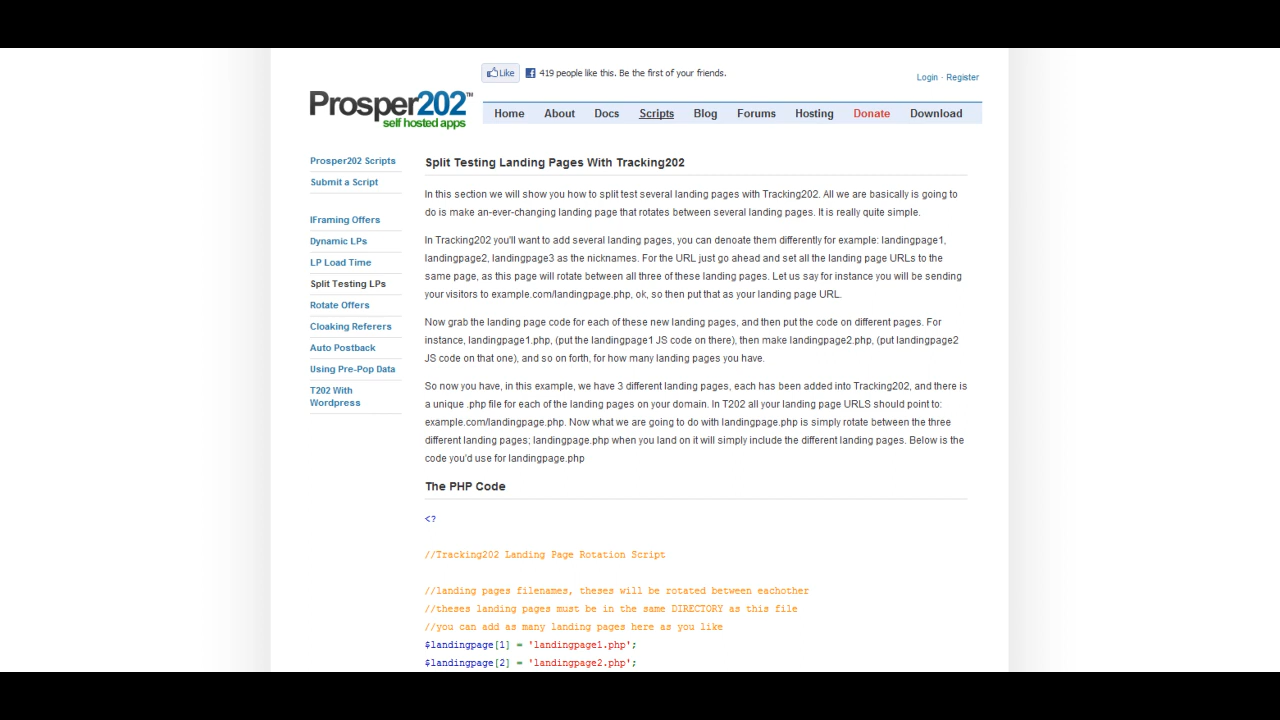 Like
419 people like this. Be the first of your friends.
Login · Register
Prosper202™
self hosted apps
Home About Docs Scripts Blog Forums Hosting Donate Download
Prosper202 Scripts
Submit a Script
IFraming Offers
Dynamic LPs
LP Load Time
Split Testing LPs
Rotate Offers
Cloaking Referers
Auto Postback
Using Pre-Pop Data
T202 With
Wordpress
Split Testing Landing Pages With Tracking202
In this section we will show you how to split test several landing pages with Tracking202. All we are basically is going to
do is make an-ever-changing landing page that rotates between several landing pages. It is really quite simple.
In Tracking202 you'll want to add several landing pages, you can denoate them differently for example: landingpage1,
landingpage2, landingpage3 as the nicknames. For the URL just go ahead and set all the landing page URLs to the
same page, as this page will rotate between all three of these landing pages. Let us say for instance you will be sending
your visitors to example.com/landingpage.php, ok, so then put that as your landing page URL.
Now grab the landing page code for each of these new landing pages, and then put the code on different pages. For
instance, landingpage1.php, (put the landingpage1 JS code on there), then make landingpage2.php, (put landingpage2
JS code on that one), and so on forth, for how many landing pages you have.
So now you have, in this example, we have 3 different landing pages, each has been added into Tracking202, and there is
a unique .php file for each of the landing pages on your domain. In T202 all your landing page URLS should point to:
example.com/landingpage.php. Now what we are going to do with landingpage.php is simply rotate between the three
different landing pages; landingpage.php when you land on it will simply include the different landing pages. Below is the
code you'd use for landingpage.php
The PHP Code
<?
//Tracking202 Landing Page Rotation Script
//landing pages filenames, theses will be rotated between eachother
//theses landing pages must be in the same DIRECTORY as this file
//you can add as many landing pages here as you like
$landingpage[1] = 'landingpage1.php';
$landingpage[2] = 'landingpage2.php';